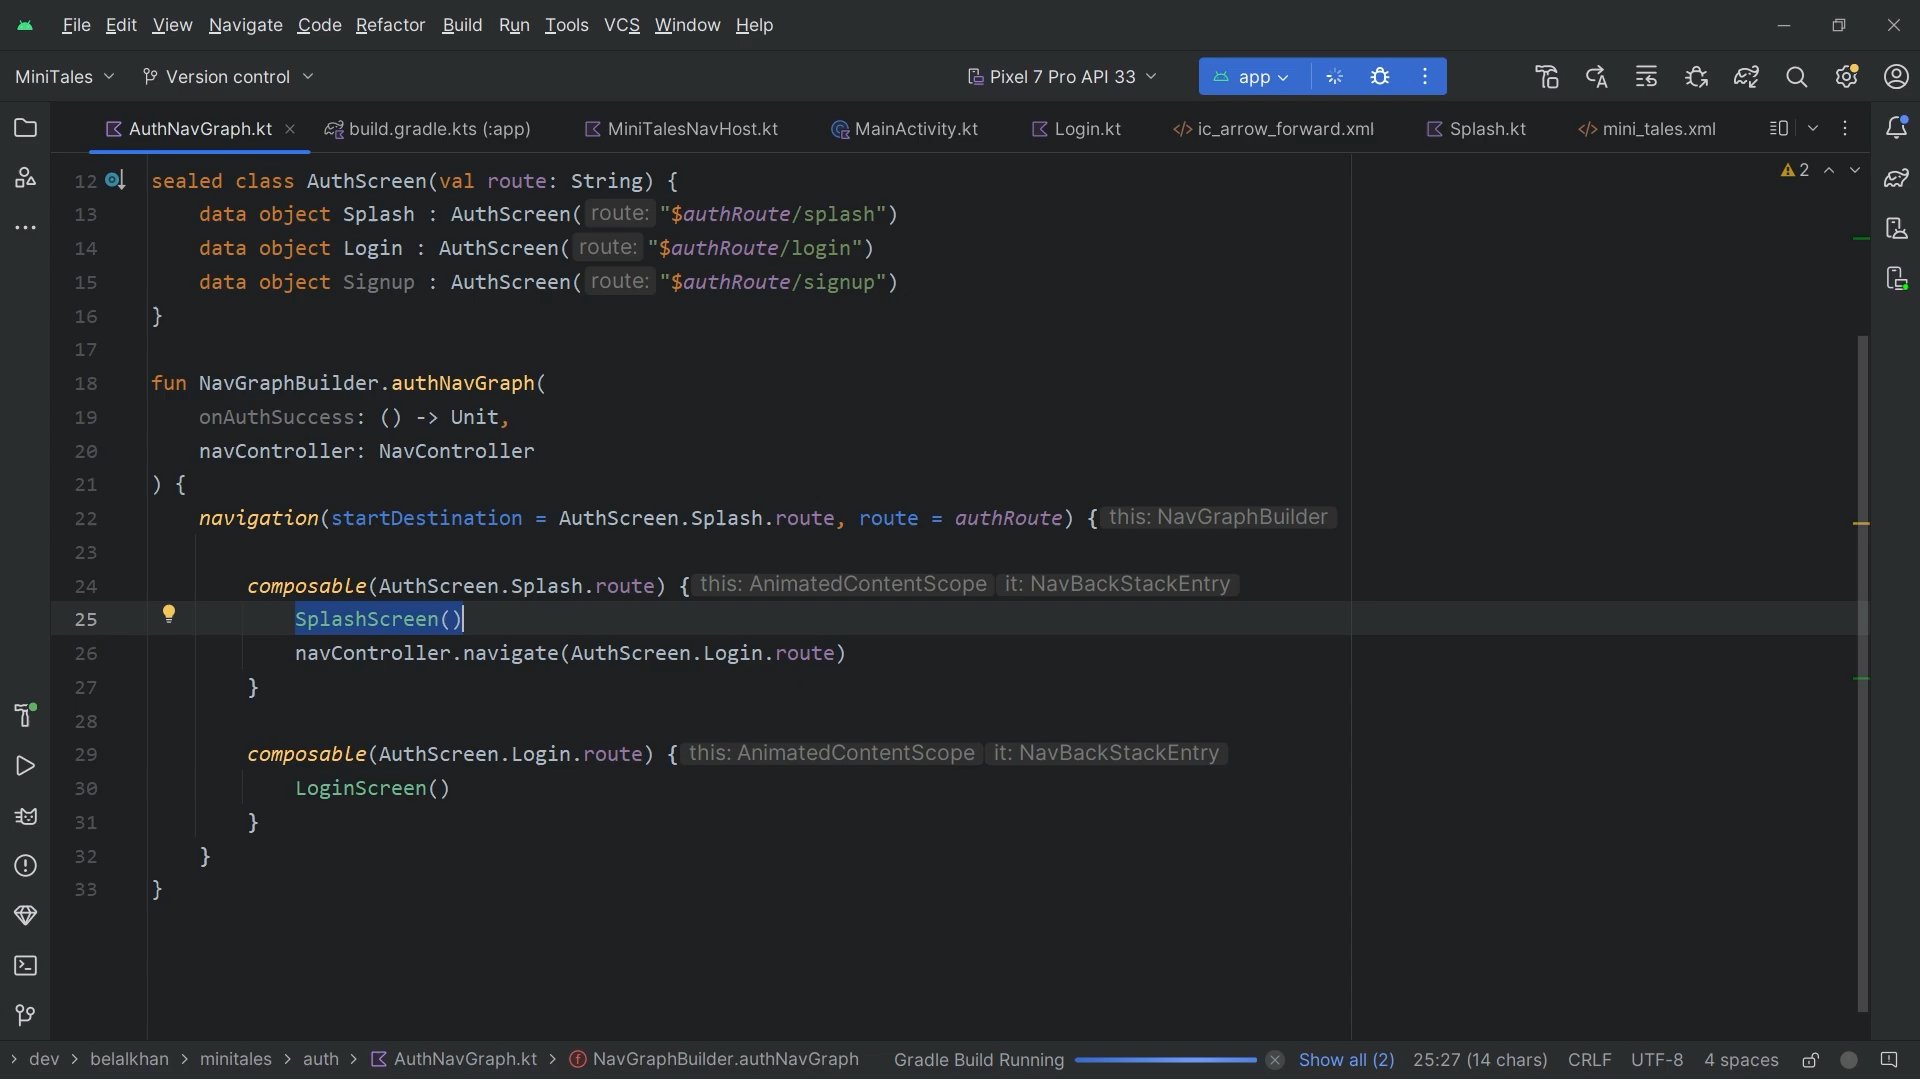 File Edit View Navigate Code Refactor Build Run Tools VCS Window Help
MiniTales Version control Pixel 7 Pro API 33 app
AuthNavGraph.kt build.gradle.kts (:app) MiniTalesNavHost.kt MainActivity.kt Login.kt ic_arrow_forward.xml Splash.kt mini_tales.xml
2
12 sealed class AuthScreen(val route: String) {
13 data object Splash : AuthScreen( route: "$authRoute/splash")
14 data object Login : AuthScreen( route: "$authRoute/login")
15 data object Signup : AuthScreen( route: "$authRoute/signup")
16 }
17
18 fun NavGraphBuilder.authNavGraph(
19 onAuthSuccess: () -> Unit,
20 navController: NavController
21 ) {
22 navigation(startDestination = AuthScreen.Splash.route, route = authRoute) { this: NavGraphBuilder
23
24 composable(AuthScreen.Splash.route) { this: AnimatedContentScope it: NavBackStackEntry
25 SplashScreen()
26 navController.navigate(AuthScreen.Login.route)
27 }
28
29 composable(AuthScreen.Login.route) { this: AnimatedContentScope it: NavBackStackEntry
30 LoginScreen()
31 }
32 }
33 }
> dev > belalkhan > minitales > auth > AuthNavGraph.kt > NavGraphBuilder.authNavGraph Gradle Build Running Show all (2) 25:27 (14 chars) CRLF UTF-8 4 spaces